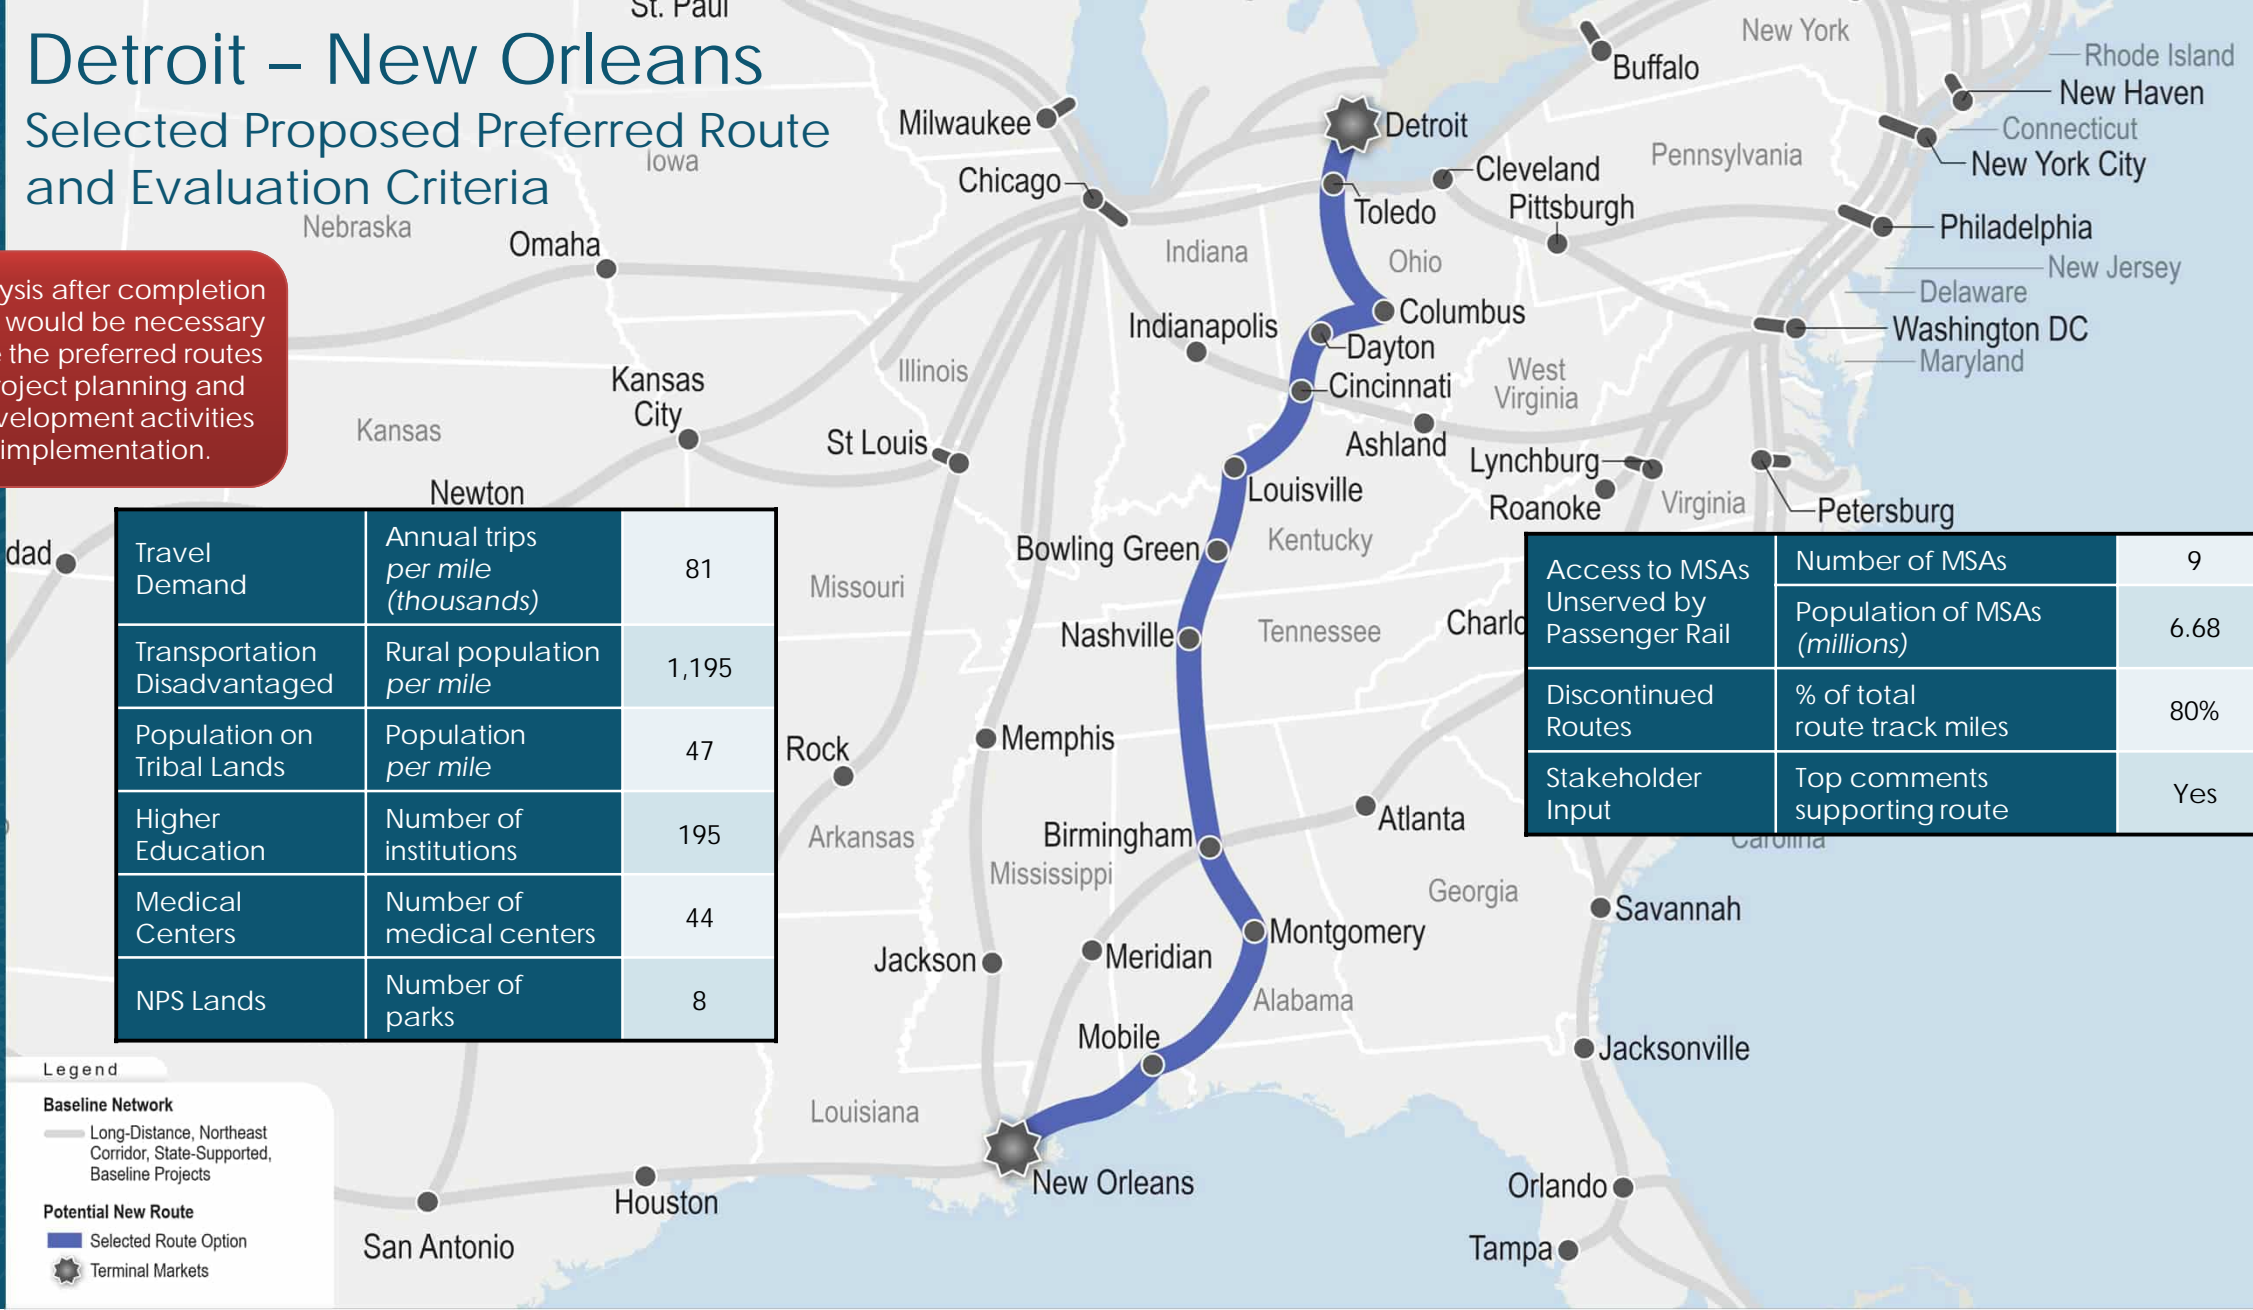 Detroit – New Orleans
Selected Proposed Preferred Route
and Evaluation Criteria
ysis after completion
would be necessary
the preferred routes
roject planning and
velopment activities
implementation.
Travel
Demand
Annual trips
per mile
(thousands)
81
Transportation
Disadvantaged
Rural population
per mile
1,195
Population on
Tribal Lands
Population
per mile
47
Higher
Education
Number of
institutions
195
Medical
Centers
Number of
medical centers
44
NPS Lands
Number of
parks
8
Access to MSAs
Unserved by
Passenger Rail
Number of MSAs
9
Population of MSAs
(millions)
6.68
Discontinued
Routes
% of total
route track miles
80%
Stakeholder
Input
Top comments
supporting route
Yes
St. Paul
Iowa
Nebraska
Omaha
Milwaukee
Chicago
Detroit
Toledo
Cleveland
Pittsburgh
Buffalo
New York
Rhode Island
New Haven
Connecticut
New York City
Pennsylvania
Philadelphia
New Jersey
Delaware
Washington DC
Maryland
Indiana
Ohio
Columbus
Indianapolis
Dayton
Cincinnati
West
Virginia
Ashland
Lynchburg
Roanoke
Virginia
Petersburg
Illinois
Kansas
City
Kansas
St Louis
Newton
dad
Louisville
Bowling Green
Kentucky
Missouri
Nashville
Tennessee
Charlo
Memphis
Rock
Arkansas
Birmingham
Atlanta
Mississippi
Georgia
Carolina
Savannah
Montgomery
Jackson
Meridian
Alabama
Mobile
Jacksonville
Louisiana
New Orleans
Houston
San Antonio
Orlando
Tampa
Legend
Baseline Network
Long-Distance, Northeast
Corridor, State-Supported,
Baseline Projects
Potential New Route
Selected Route Option
Terminal Markets